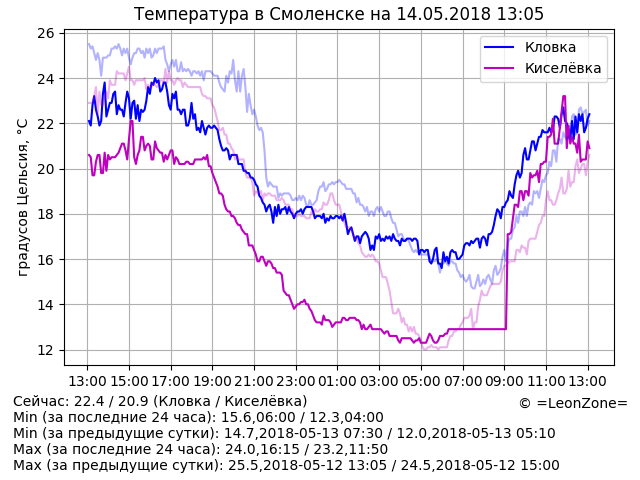 Температура в Смоленске на 14.05.2018 13:05
градусов Цельсия, °C
26
24
22
20
18
16
14
12
Кловка
Киселёвка
13:00 15:00 17:00 19:00 21:00 23:00 01:00 03:00 05:00 07:00 09:00 11:00 13:00
Сейчас: 22.4 / 20.9 (Кловка / Киселёвка)
© =LeonZone=
Min (за последние 24 часа): 15.6,06:00 / 12.3,04:00
Min (за предыдущие сутки): 14.7,2018-05-13 07:30 / 12.0,2018-05-13 05:10
Max (за последние 24 часа): 24.0,16:15 / 23.2,11:50
Max (за предыдущие сутки): 25.5,2018-05-12 13:05 / 24.5,2018-05-12 15:00